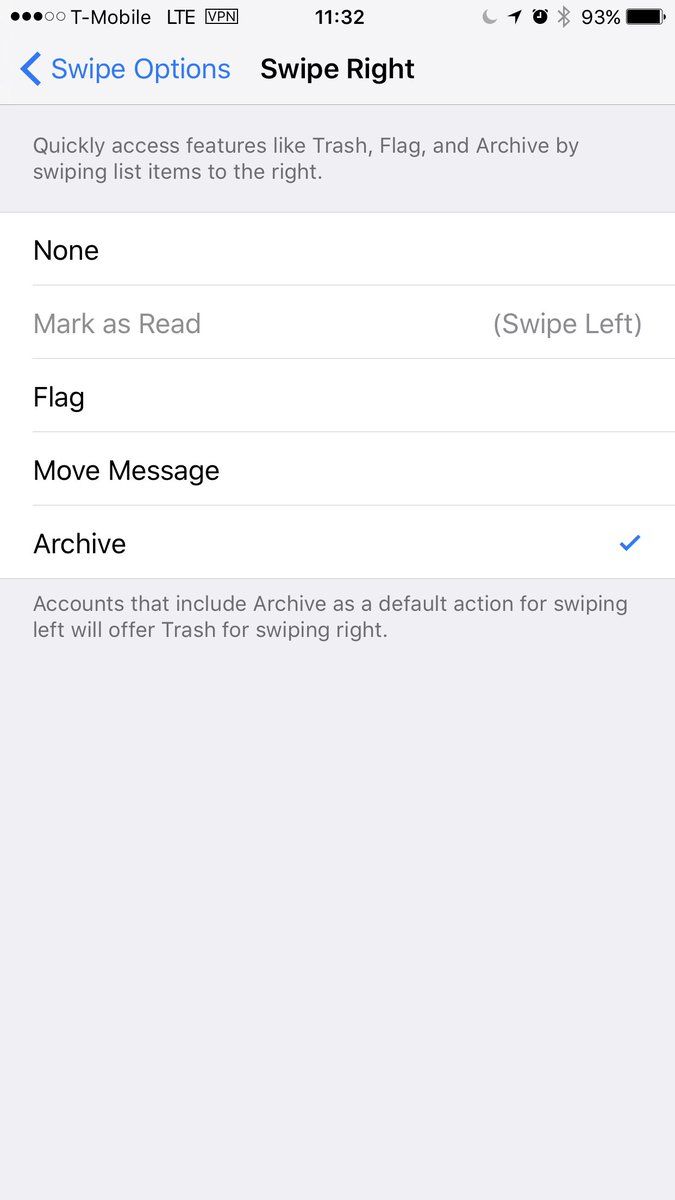 T-Mobile LTE VPN 11:32 93%
Swipe Options Swipe Right
Quickly access features like Trash, Flag, and Archive by
swiping list items to the right.
None
Mark as Read (Swipe Left)
Flag
Move Message
Archive
Accounts that include Archive as a default action for swiping
left will offer Trash for swiping right.